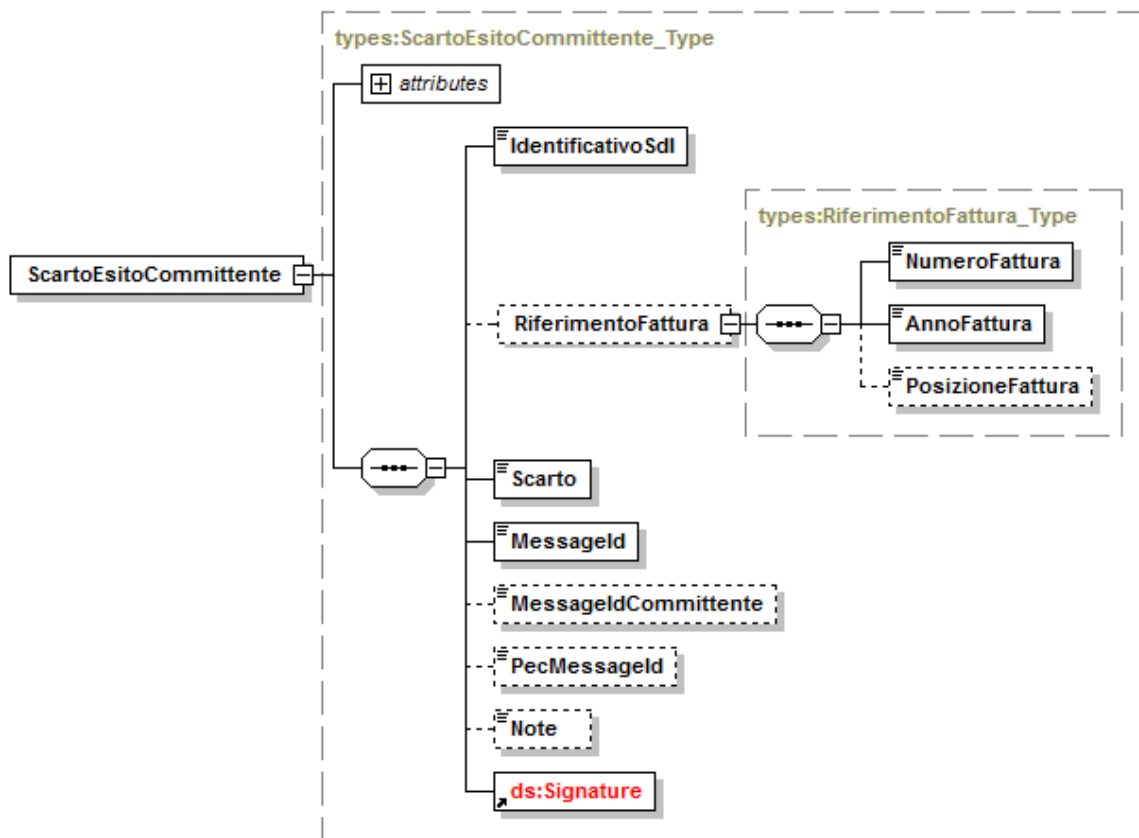 types:ScartoEsitoCommittente_Type
attributes
IdentificativoSdI
types:RiferimentoFattura_Type
NumeroFattura
ScartoEsitoCommittente
RiferimentoFattura
AnnoFattura
PosizioneFattura
Scarto
MessageId
MessageIdCommittente
PecMessageId
Note
ds:Signature